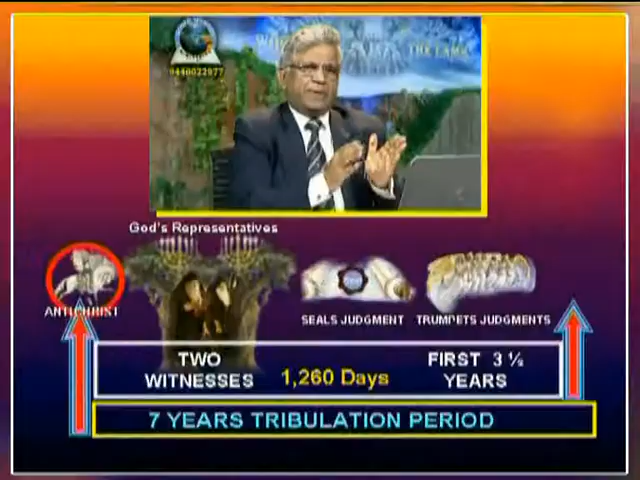 9440022977
THE LAMB
God's Representatives
ANTICHRIST
SEALS JUDGMENT
TRUMPETS JUDGMENTS
TWO
WITNESSES
1,260 Days
FIRST 3 ½
YEARS
7 YEARS TRIBULATION PERIOD